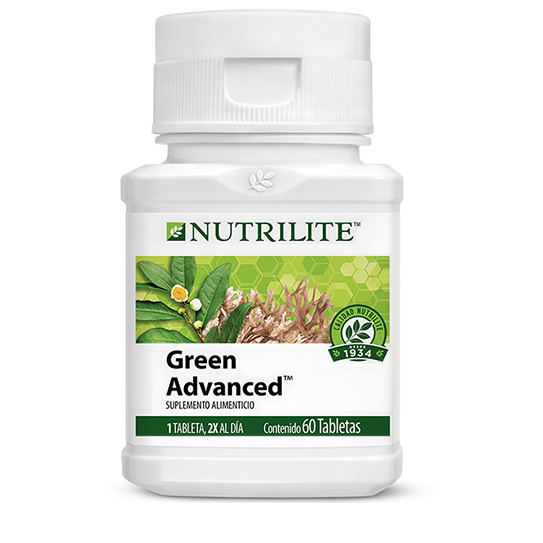 NUTRILITE™
CALIDAD NUTRILITE
DESDE
1934
Green
Advanced™
SUPLEMENTO ALIMENTICIO
1 TABLETA, 2X AL DÍA
Contenido 60 Tabletas